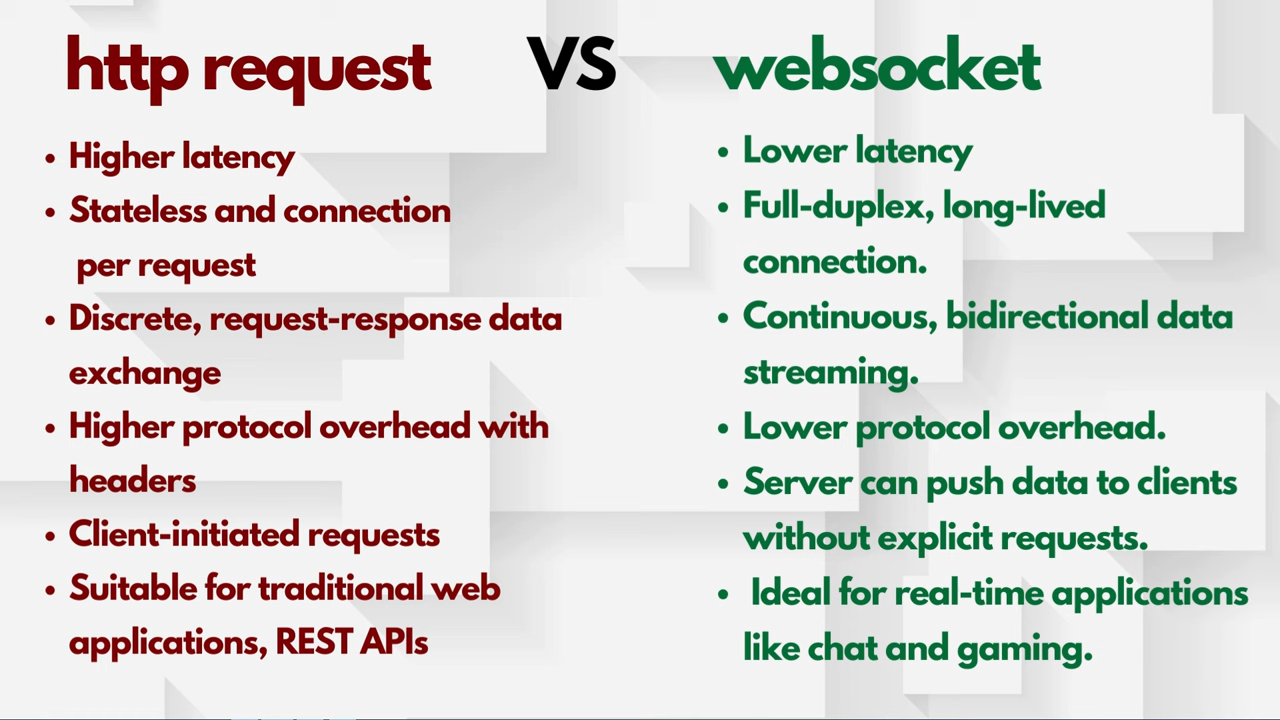 http request VS websocket
• Higher latency
• Stateless and connection
per request
• Discrete, request-response data
exchange
• Higher protocol overhead with
headers
• Client-initiated requests
• Suitable for traditional web
applications, REST APIs
• Lower latency
• Full-duplex, long-lived
connection.
• Continuous, bidirectional data
streaming.
• Lower protocol overhead.
• Server can push data to clients
without explicit requests.
• Ideal for real-time applications
like chat and gaming.